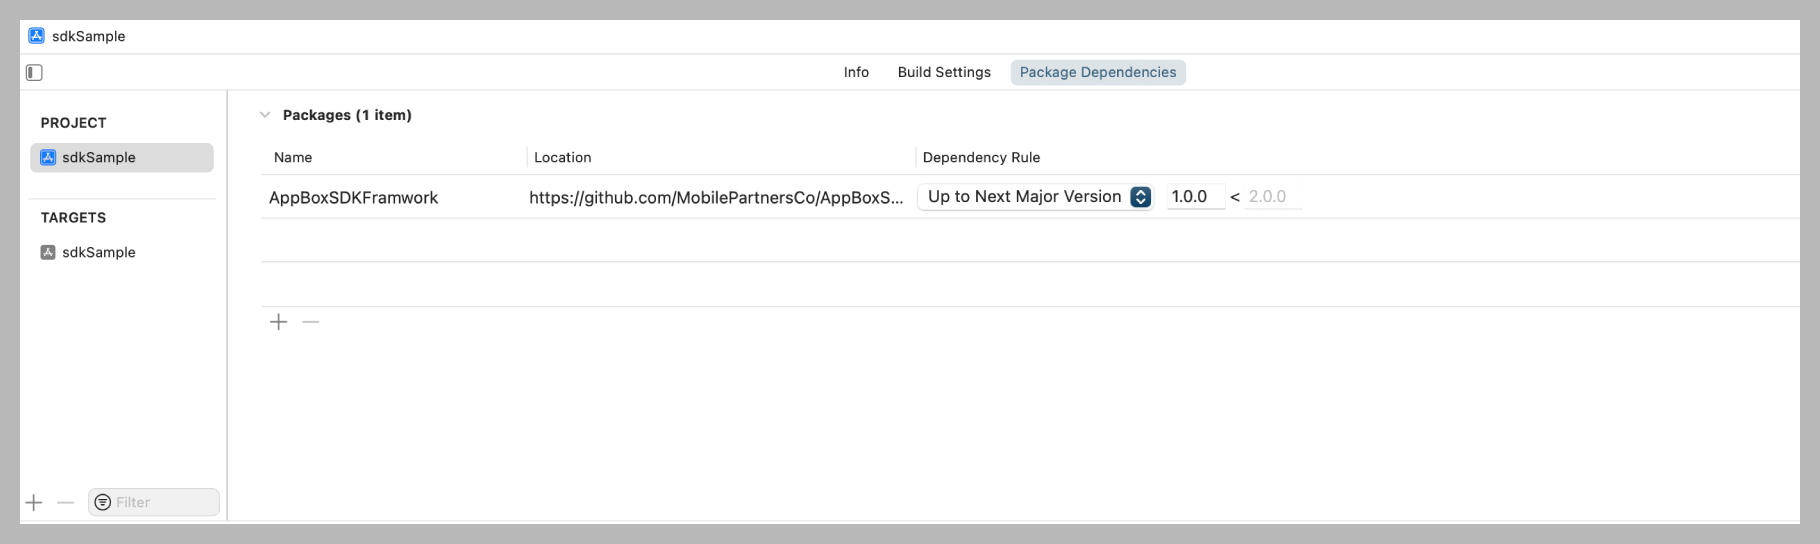 sdkSample
Info Build Settings Package Dependencies
PROJECT
sdkSample
TARGETS
sdkSample
Filter
Packages (1 item)
Name Location Dependency Rule
AppBoxSDKFramwork https://github.com/MobilePartnersCo/AppBoxS... Up to Next Major Version 1.0.0 < 2.0.0